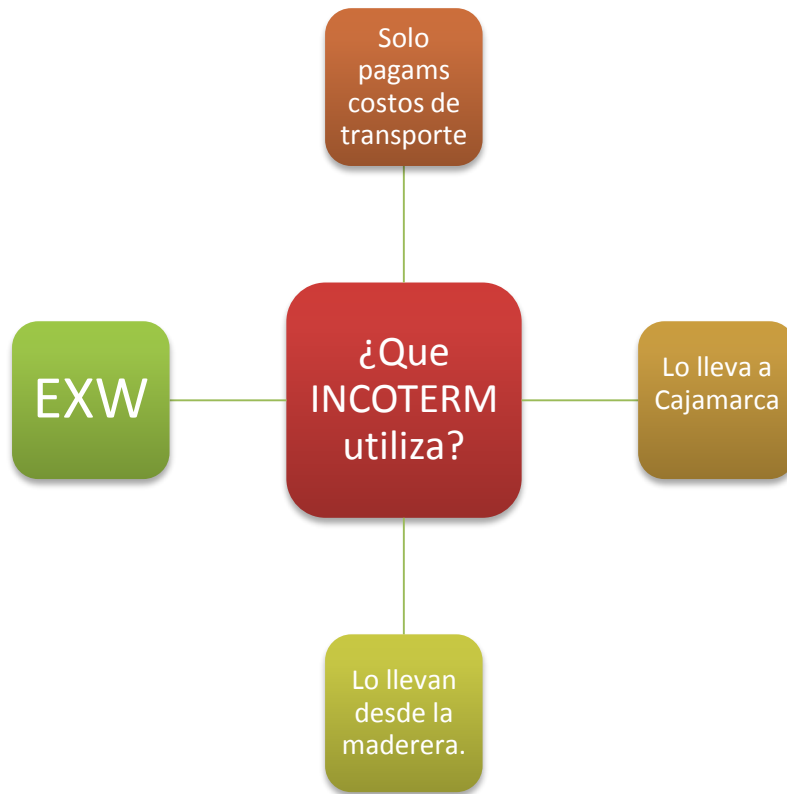 Solo
pagams
costos de
transporte
EXW
¿Que
INCOTERM
utiliza?
Lo lleva a
Cajamarca
Lo llevan
desde la
maderera.